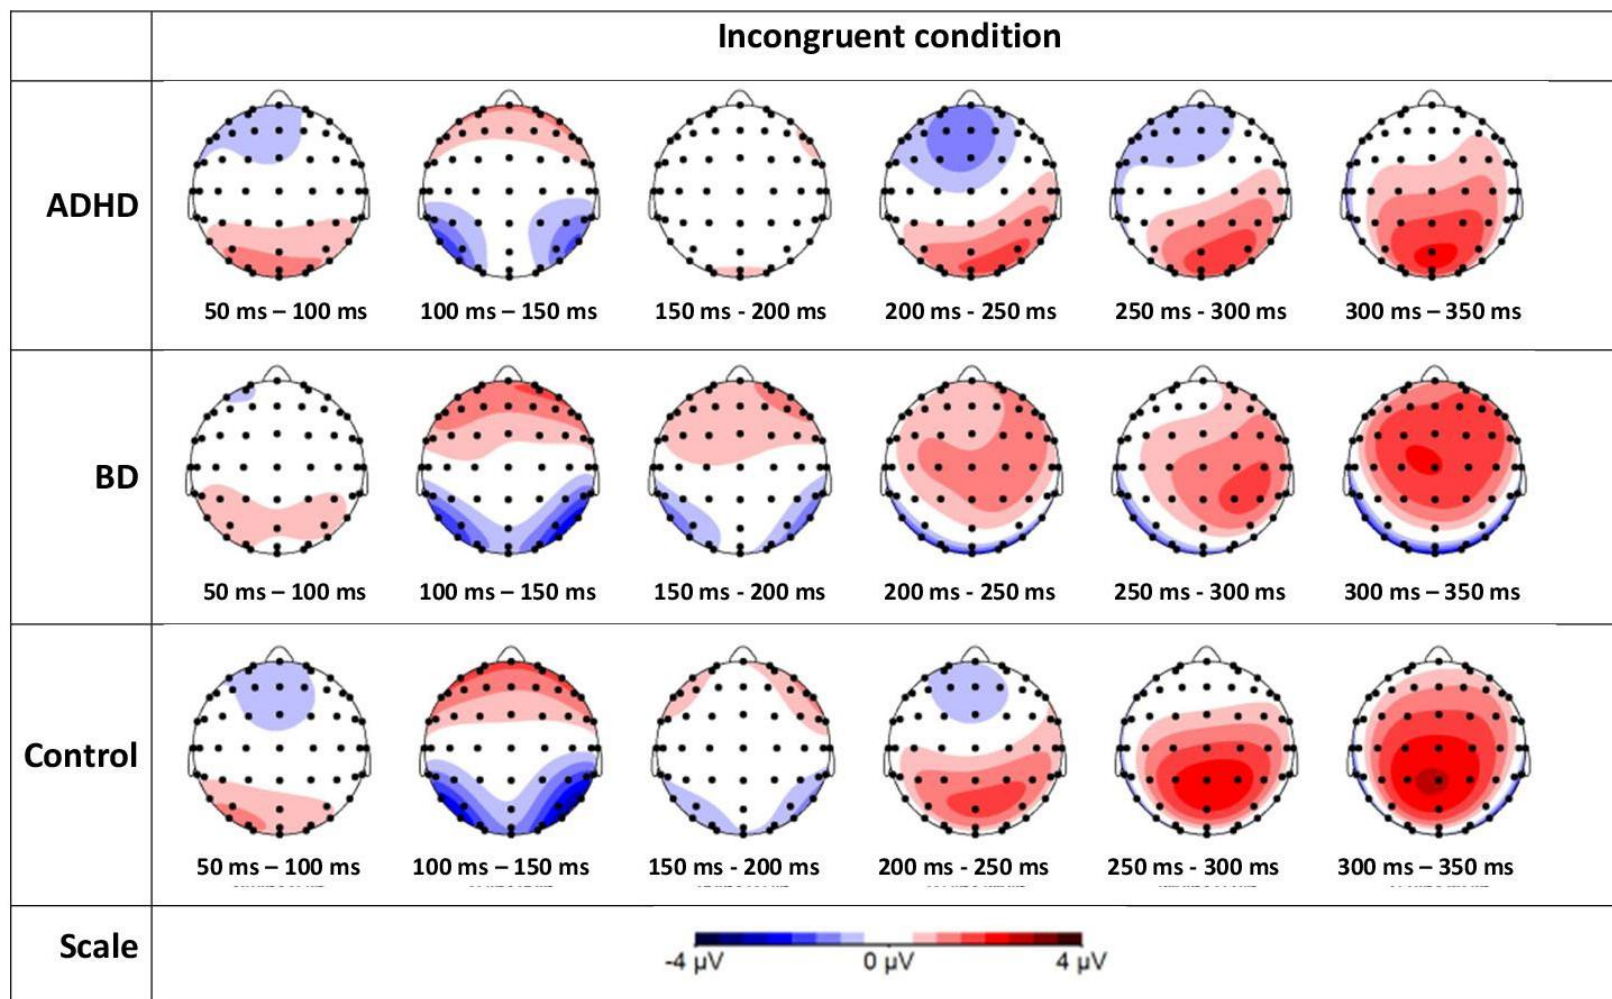 Incongruent condition
ADHD
50 ms – 100 ms 100 ms – 150 ms 150 ms - 200 ms 200 ms - 250 ms 250 ms - 300 ms 300 ms – 350 ms
BD
50 ms – 100 ms 100 ms – 150 ms 150 ms - 200 ms 200 ms - 250 ms 250 ms - 300 ms 300 ms – 350 ms
Control
50 ms – 100 ms 100 ms – 150 ms 150 ms - 200 ms 200 ms - 250 ms 250 ms - 300 ms 300 ms – 350 ms
Scale
-4 µV 0 µV 4 µV